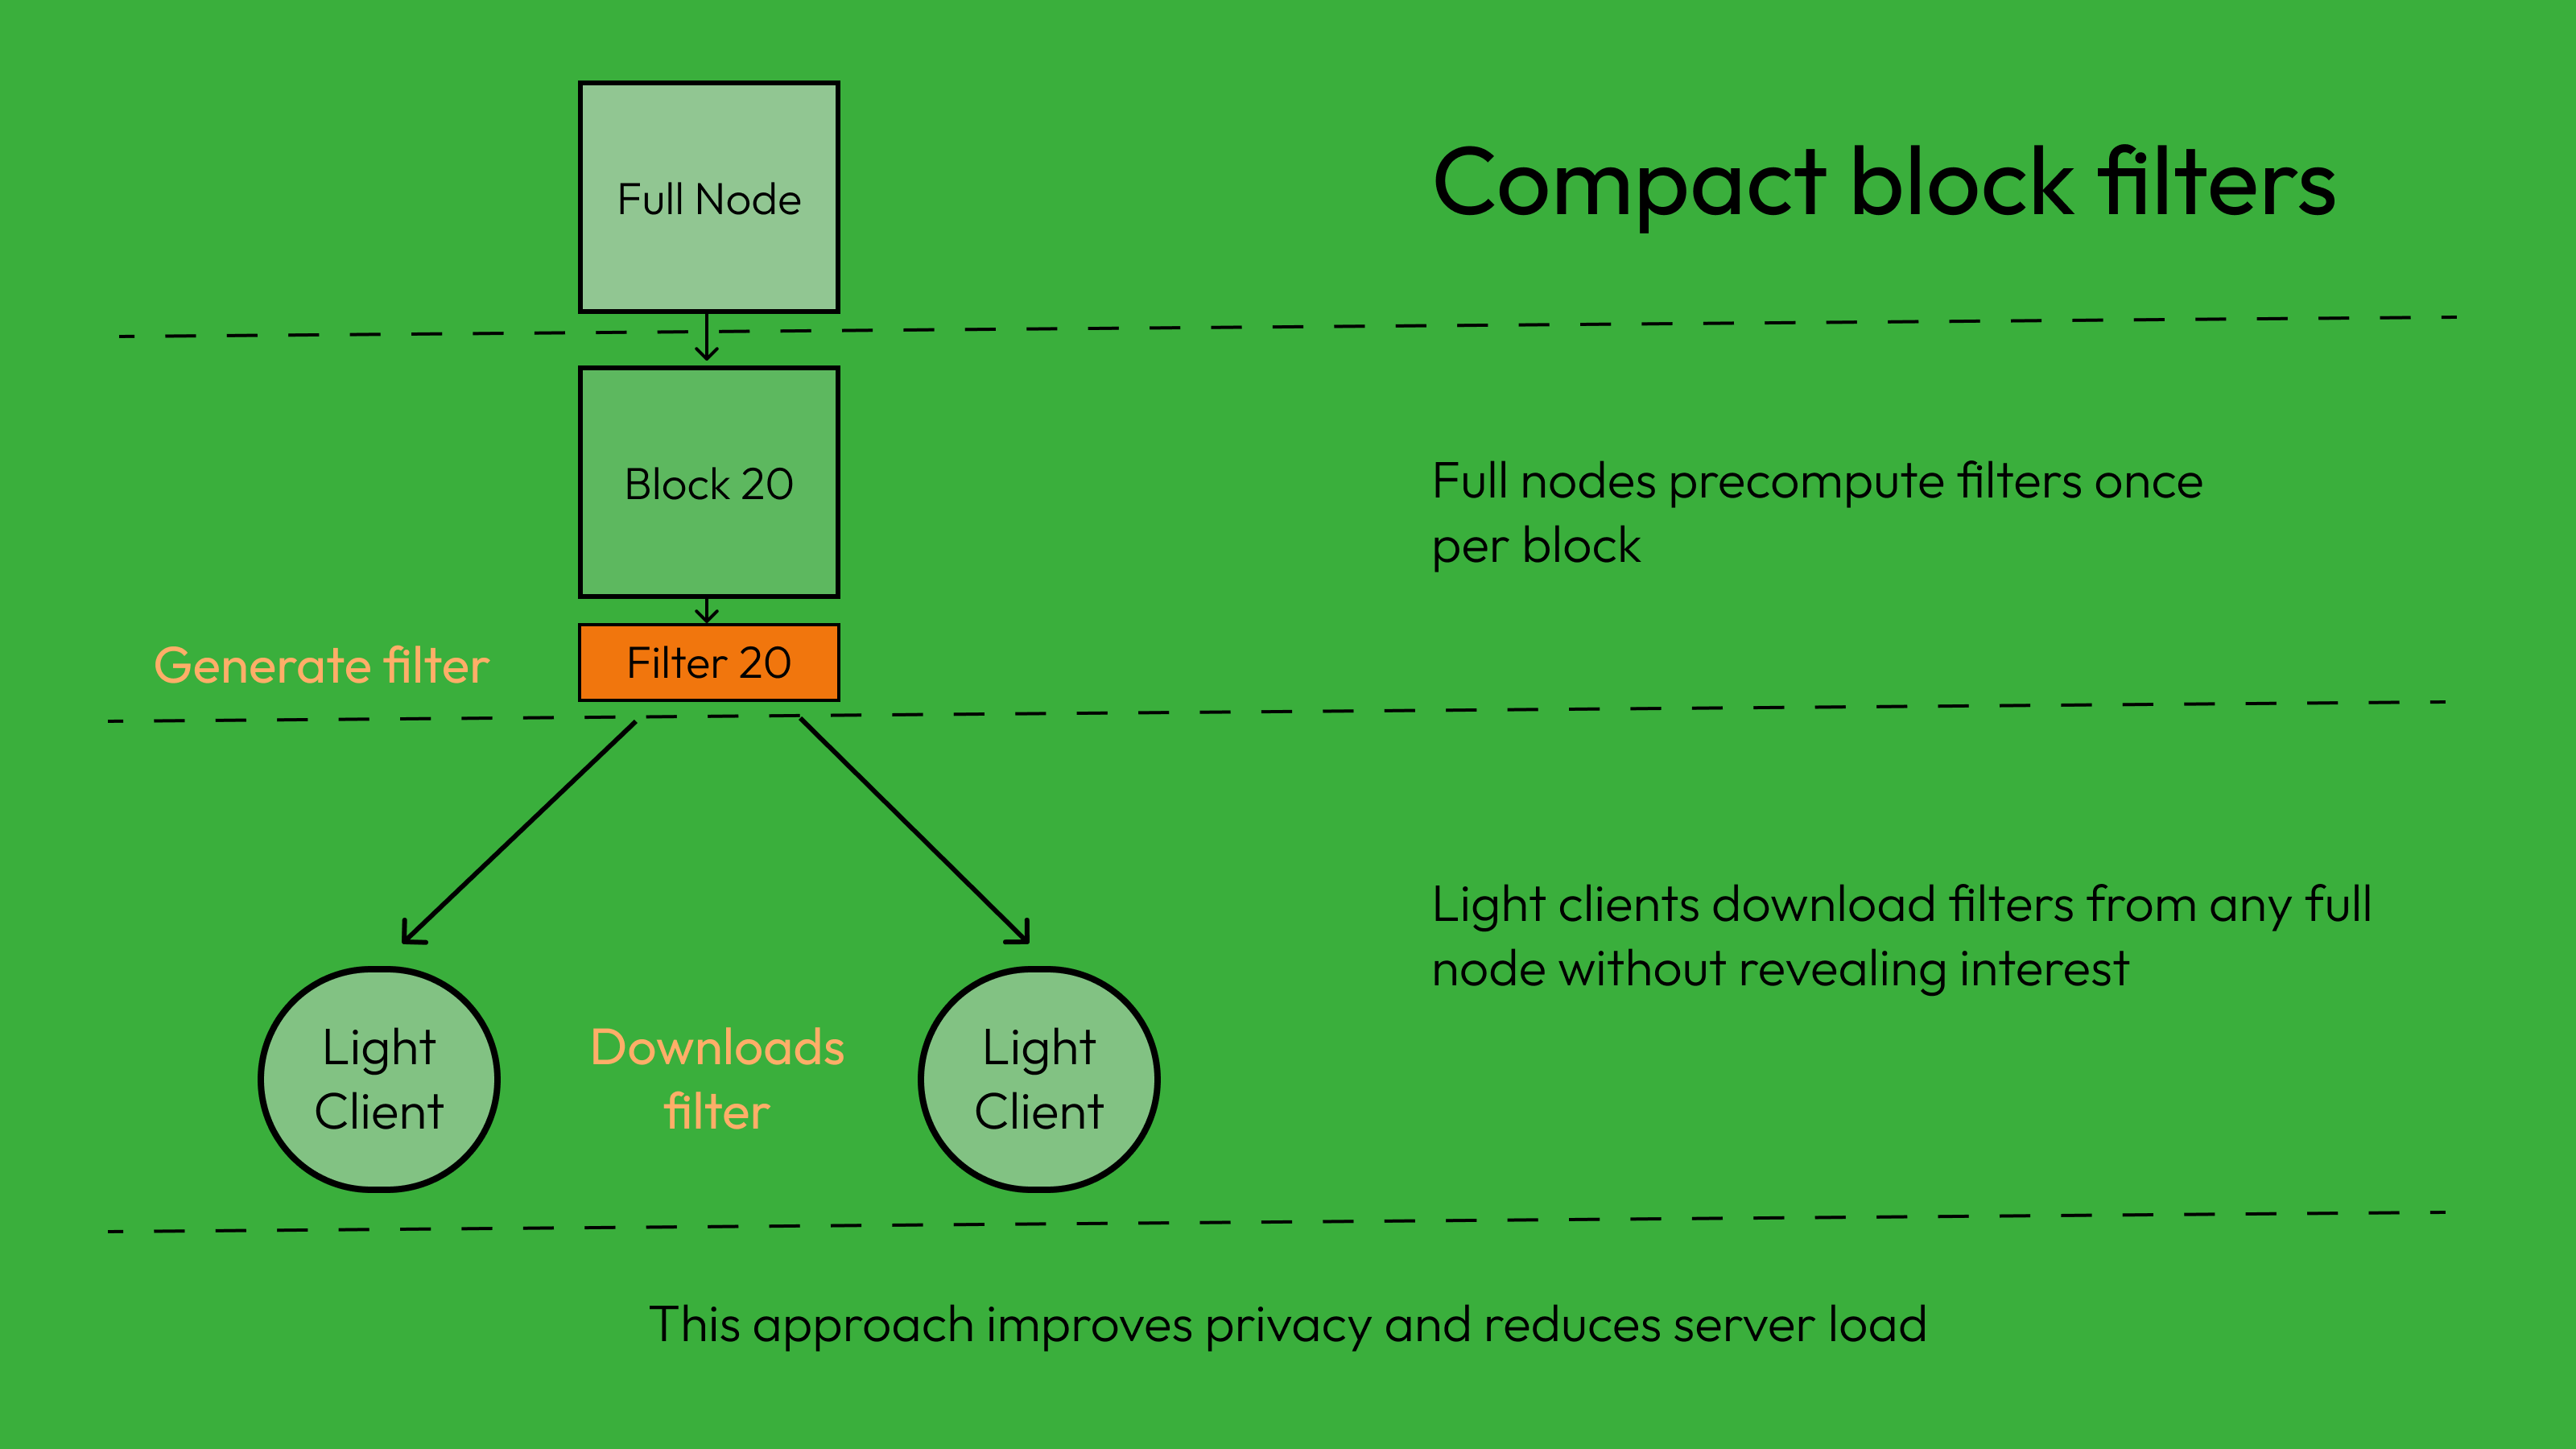 Full Node
Compact block filters
Block 20
Full nodes precompute filters once
per block
Generate filter
Filter 20
Light clients download filters from any full
node without revealing interest
Light
Client
Downloads
filter
Light
Client
This approach improves privacy and reduces server load